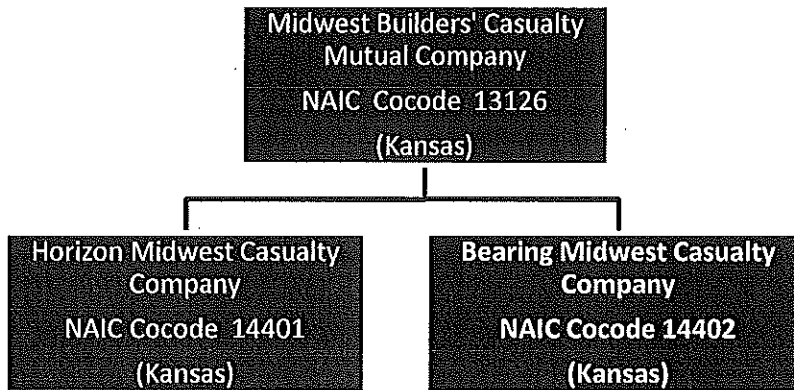 Midwest Builders' Casualty
Mutual Company
NAIC Cocode 13126
(Kansas)
Horizon Midwest Casualty
Company
NAIC Cocode 14401
(Kansas)
Bearing Midwest Casualty
Company
NAIC Cocode 14402
(Kansas)